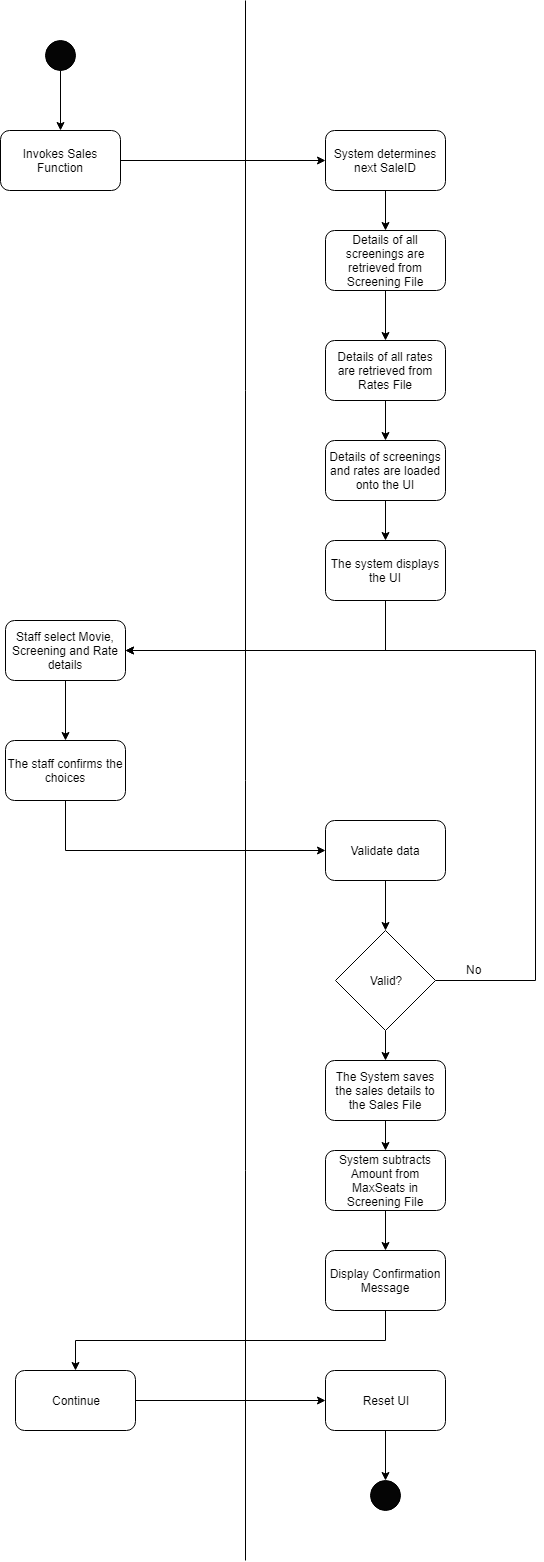 Invokes Sales
Function
System determines
next SaleID
Details of all
screenings are
retrieved from
Screening File
Details of all rates
are retrieved from
Rates File
Details of screenings
and rates are loaded
onto the UI
The system displays
the UI
Staff select Movie,
Screening and Rate
details
The staff confirms the
choices
Validate data
Valid?
No
The System saves
the sales details to
the Sales File
System subtracts
Amount from
MaxSeats in
Screening File
Display Confirmation
Message
Continue
Reset UI